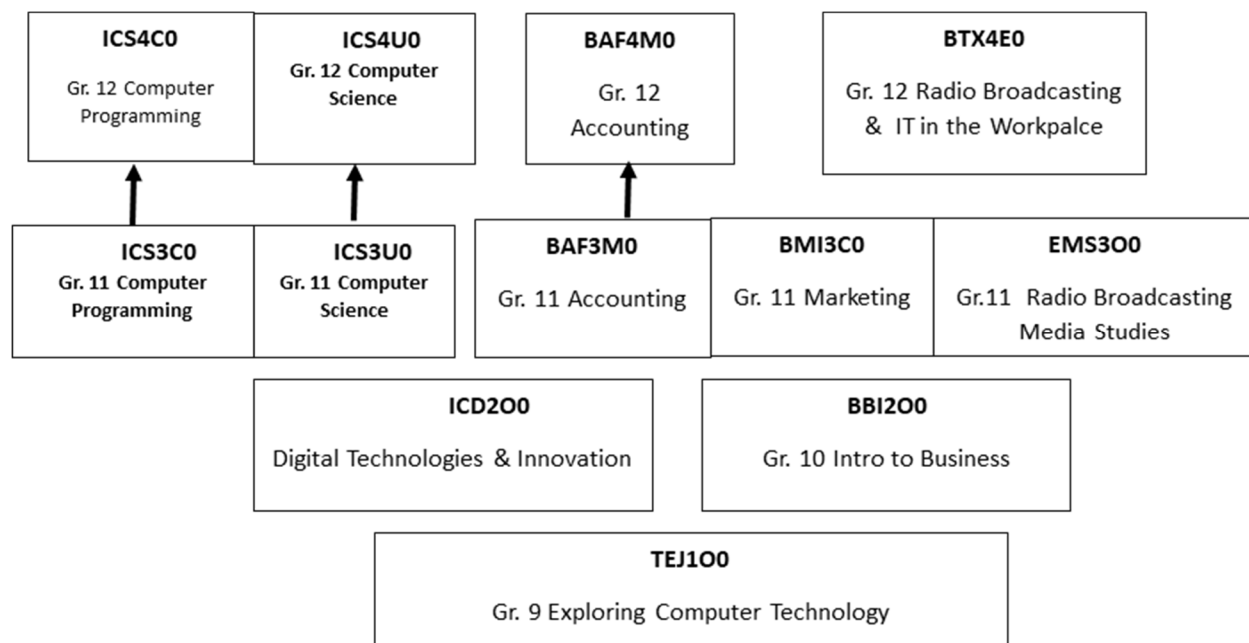 ICS4C0
Gr. 12 Computer
Programming
ICS4U0
Gr. 12 Computer
Science
BAF4M0
Gr. 12
Accounting
BTX4E0
Gr. 12 Radio Broadcasting
& IT in the Workpalce
ICS3C0
Gr. 11 Computer
Programming
ICS3U0
Gr. 11 Computer
Science
BAF3M0
Gr. 11 Accounting
BMI3C0
Gr. 11 Marketing
EMS3O0
Gr.11 Radio Broadcasting
Media Studies
ICD2O0
Digital Technologies & Innovation
BBI2O0
Gr. 10 Intro to Business
TEJ1O0
Gr. 9 Exploring Computer Technology